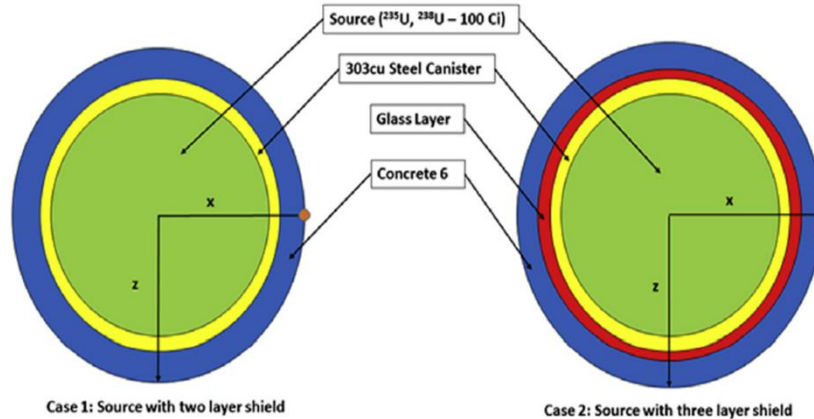 Source (²³⁵U, ²³⁸U – 100 Ci)
303cu Steel Canister
Glass Layer
Concrete 6
x
z
x
z
Case 1: Source with two layer shield
Case 2: Source with three layer shield